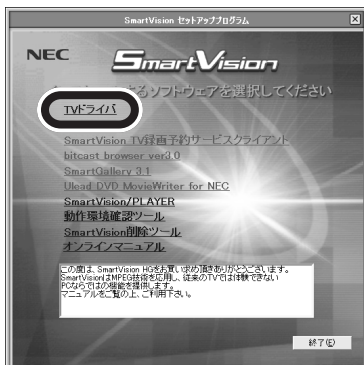 SmartVision セットアッププログラム
NEC
SmartVision
するソフトウェアを選択してください
TVドライバ
SmartVision TV録画予約サービスクライアント
bitcast browser ver3.0
SmartGallery 3.1
Ulead DVD MovieWriter for NEC
SmartVision/PLAYER
動作環境確認ツール
SmartVision削除ツール
オンラインマニュアル
この度は、SmartVision HGをお買い求め頂きありがとうございます。
SmartVisionはMPEG技術を応用し、従来のTVでは体験できない
PCならではの機能を提供します。
マニュアルをご覧の上、ご利用下さい。
終了(E)